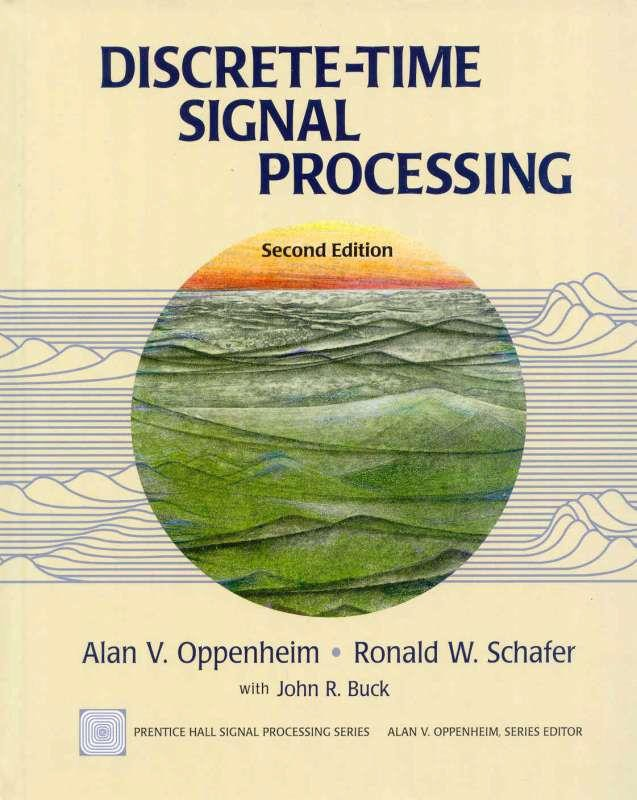 DISCRETE-TIME
SIGNAL
PROCESSING
Second Edition
Alan V. Oppenheim • Ronald W. Schafer
with John R. Buck
PRENTICE HALL SIGNAL PROCESSING SERIES ALAN V. OPPENHEIM, SERIES EDITOR